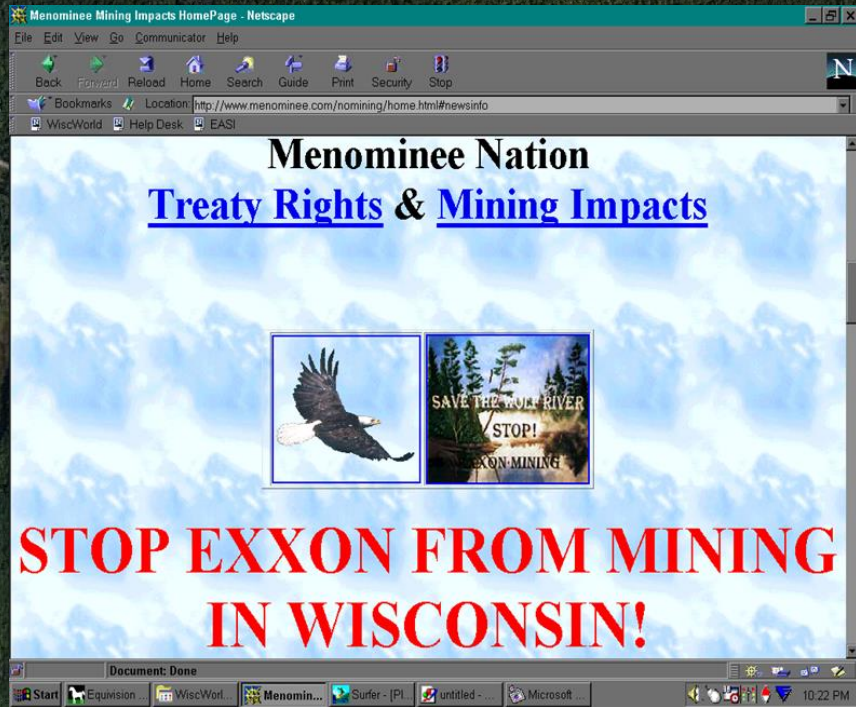 Menominee Mining Impacts HomePage - Netscape
File Edit View Go Communicator Help
Back Forward Reload Home Search Guide Print Security Stop
N
Bookmarks Location: http://www.menominee.com/nomining/home.html#newsinfo
WiscWorld Help Desk EASI
Menominee Nation
Treaty Rights & Mining Impacts
SAVE THE WOLF RIVER
STOP!
EXXON MINING
STOP EXXON FROM MINING
IN WISCONSIN!
Document: Done
Start Equivision ... WiscWorl... Menomin... Surfer - [Pl... untitled - ... Microsoft ... 10:22 PM